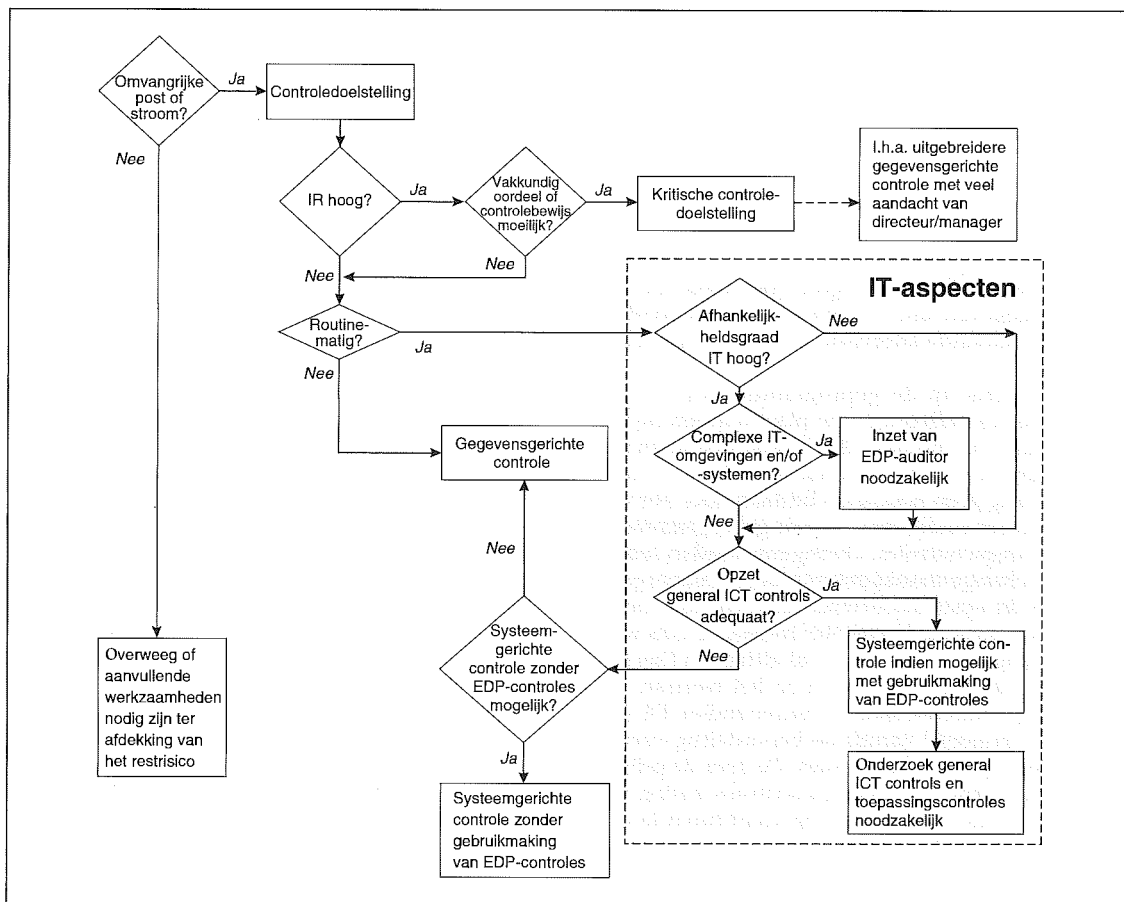 Omvangrijke
post of
stroom?
Ja
Controledoelstelling
Nee
IR hoog?
Ja
Vakkundig
oordeel of
controlebewijs
moeilijk?
Ja
Kritische controle-
doelstelling
I.h.a. uitgebreidere
gegevensgerichte
controle met veel
aandacht van
directeur/manager
Nee
Nee
IT-aspecten
Routine-
matig?
Ja
Nee
Afhankelijk-
heidsgraad
IT hoog?
Nee
Ja
Complexe IT-
omgevingen en/of
-systemen?
Ja
Inzet van
EDP-auditor
noodzakelijk
Nee
Gegevensgerichte
controle
Nee
Opzet
general ICT controls
adequaat?
Ja
Nee
Systeemgerichte con-
trole indien mogelijk
met gebruikmaking
van EDP-controles
Onderzoek general
ICT controls en
toepassingscontroles
noodzakelijk
Systeem-
gerichte
controle zonder
EDP-controles
mogelijk?
Ja
Systeemgerichte
controle zonder
gebruikmaking
van EDP-controles
Overweeg of
aanvullende
werkzaamheden
nodig zijn ter
afdekking van
het restrisico